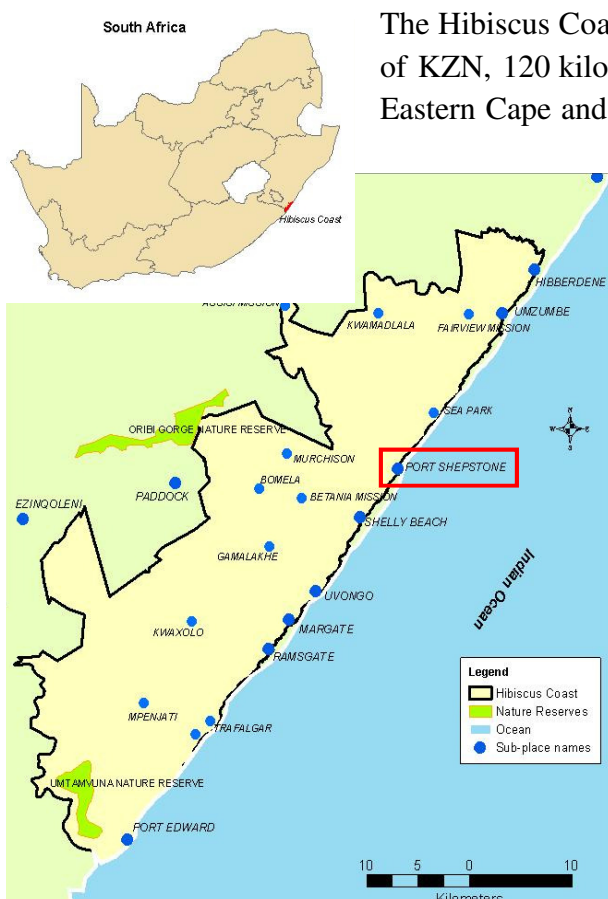 The Hibiscus Coa
of KZN, 120 kilo
Eastern Cape and
South Africa
Hibiscus Coast
HIBBERDENE
KWAMADLALA
FAIRVIEW MISSION
UMZUMBE
SEA PARK
ORIBI GORGE NATURE RESERVE
MURCHISON
PORT SHEPSTONE
BOMELA
PADDOCK
BETANIA MISSION
EZINQOLENI
SHELLY BEACH
GAMALAKHE
UVONGO
KWAXOLO
MARGATE
RAMSGATE
Indian Ocean
MPENJATI
TRAFALGAR
UMTAMVUNA NATURE RESERVE
PORT EDWARD
N
W E
S
Legend
Hibiscus Coast
Nature Reserves
Ocean
Sub-place names
10 5 0 10
Kilometers